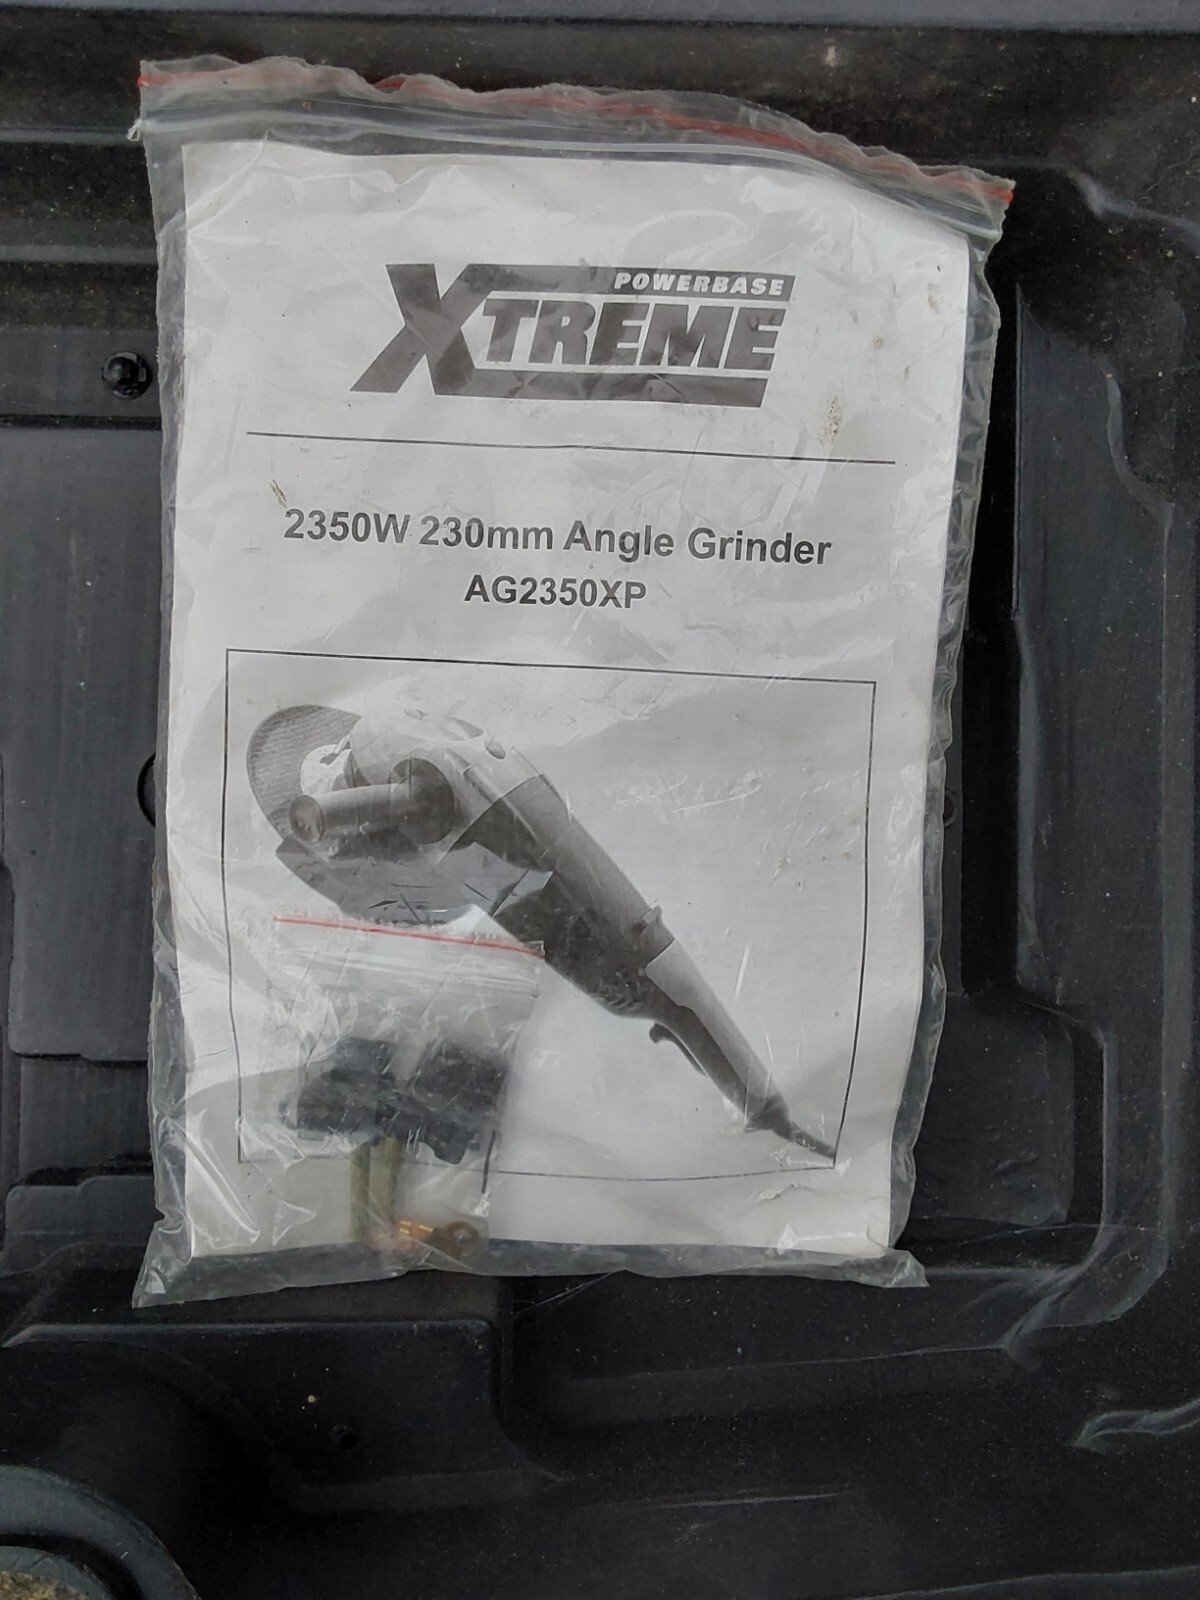 POWERBASE
XTREME
2350W 230mm Angle Grinder
AG2350XP